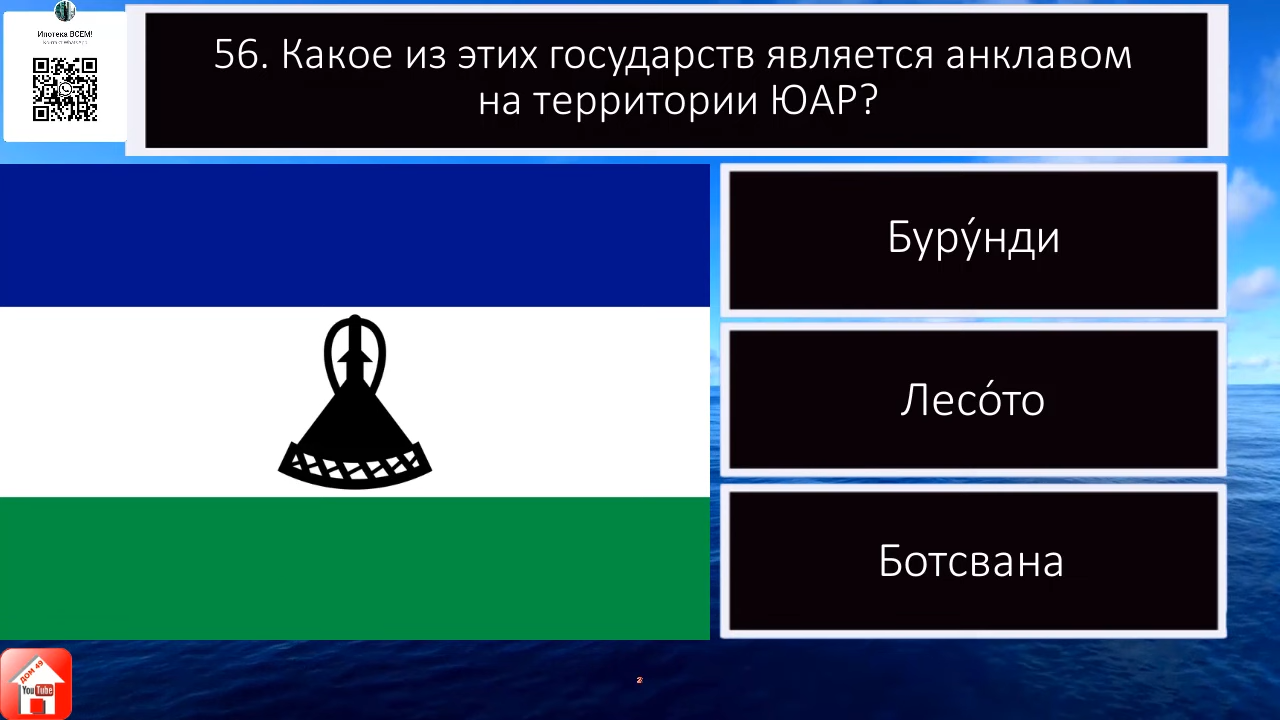 Ипотека ВСЕМ!
56. Какое из этих государств является анклавом
на территории ЮАР?
Буру́нди
Лесо́то
Ботсвана
ДОМ 49
YouTube
2